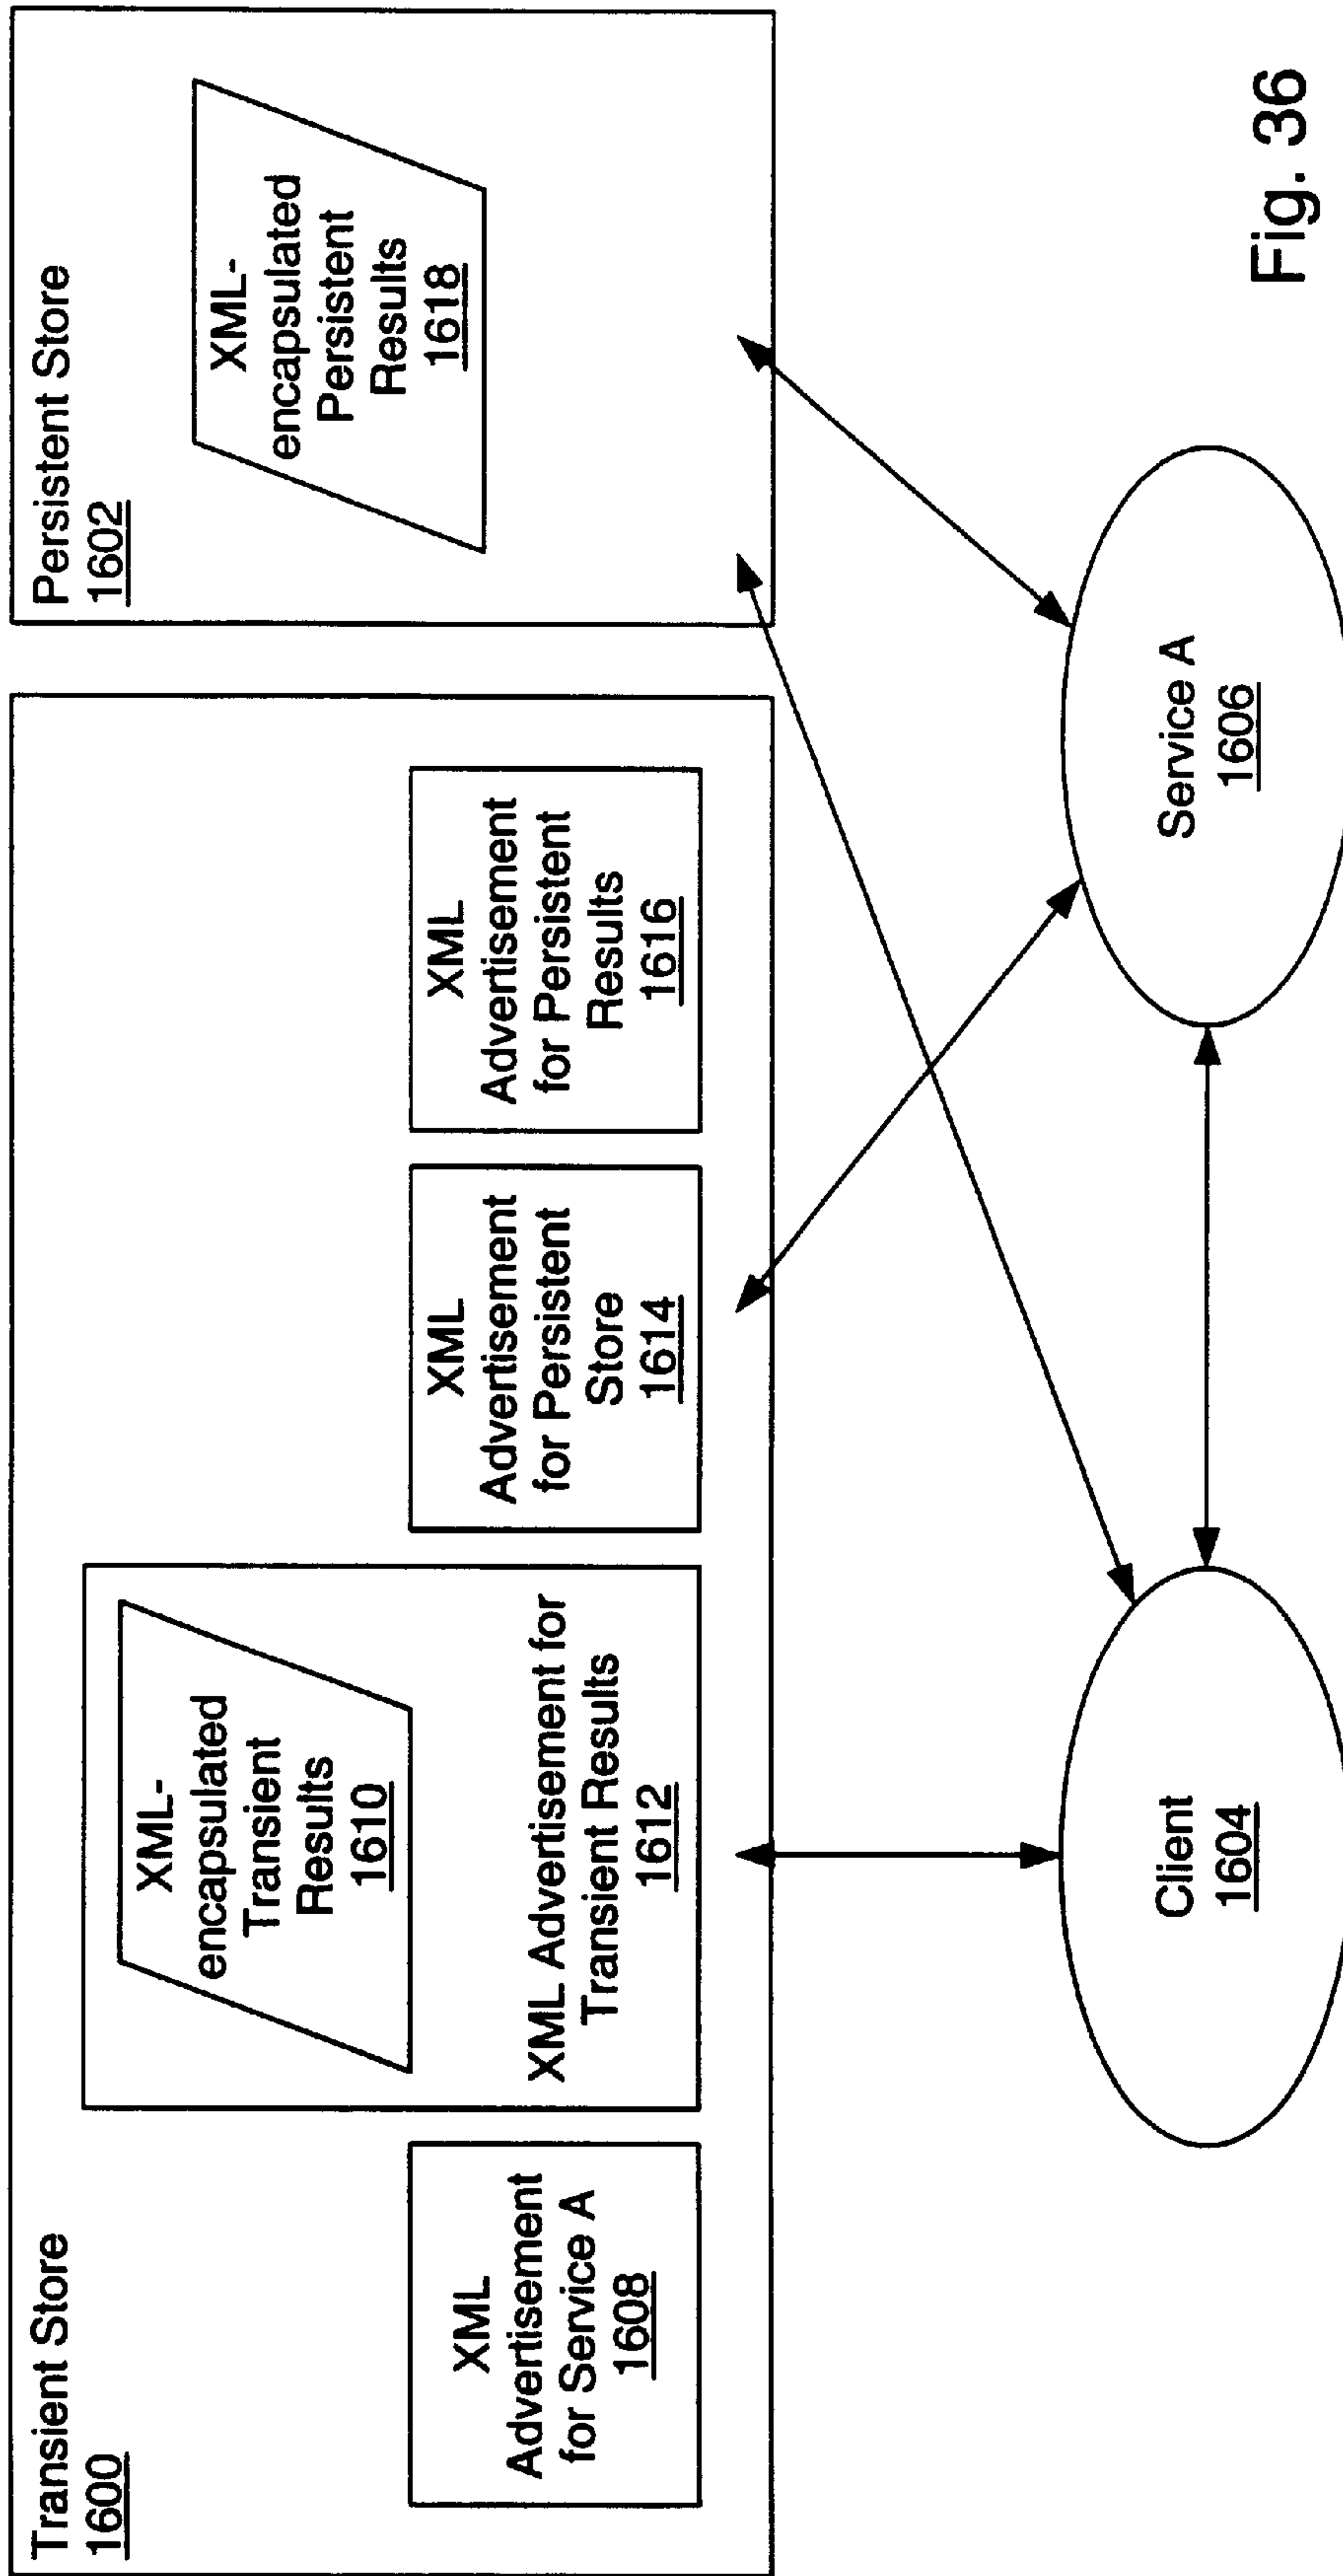 Transient Store
1600
XML
Advertisement
for Service A
1608
XML-
encapsulated
Transient
Results
1610
XML Advertisement for
Transient Results
1612
XML
Advertisement
for Persistent
Store
1614
XML
Advertisement
for Persistent
Results
1616
Persistent Store
1602
XML-
encapsulated
Persistent
Results
1618
Client
1604
Service A
1606
Fig. 36